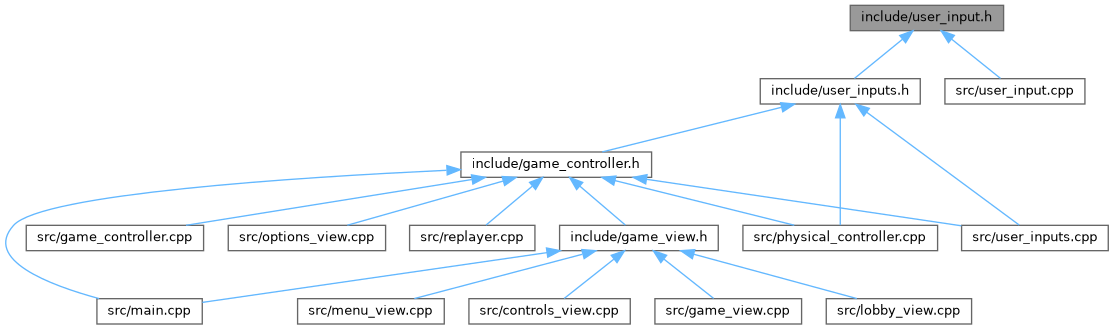 include/user_input.h
include/user_inputs.h
src/user_input.cpp
include/game_controller.h
src/game_controller.cpp
src/options_view.cpp
src/replayer.cpp
include/game_view.h
src/physical_controller.cpp
src/user_inputs.cpp
src/main.cpp
src/menu_view.cpp
src/controls_view.cpp
src/game_view.cpp
src/lobby_view.cpp